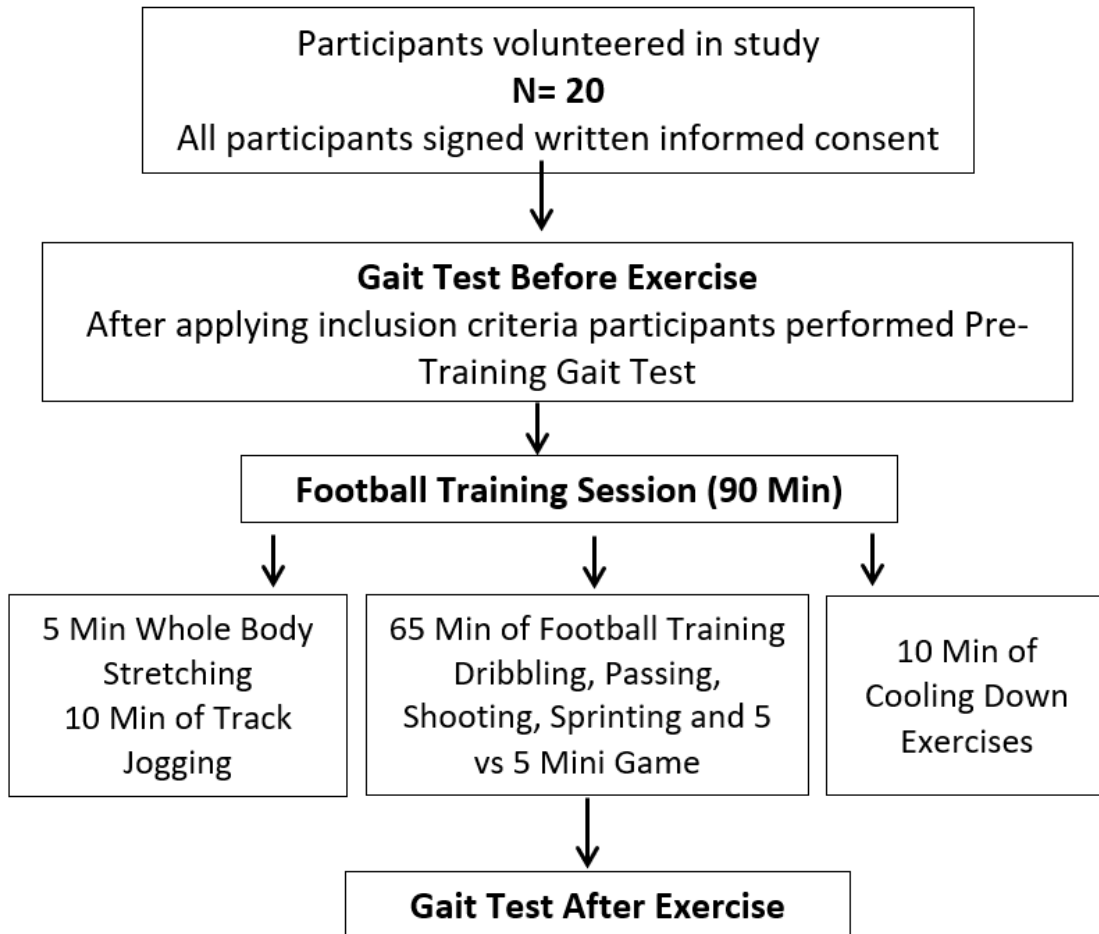 Participants volunteered in study
N= 20
All participants signed written informed consent
Gait Test Before Exercise
After applying inclusion criteria participants performed Pre-
Training Gait Test
Football Training Session (90 Min)
5 Min Whole Body
Stretching
10 Min of Track
Jogging
65 Min of Football Training
Dribbling, Passing,
Shooting, Sprinting and 5
vs 5 Mini Game
10 Min of
Cooling Down
Exercises
Gait Test After Exercise